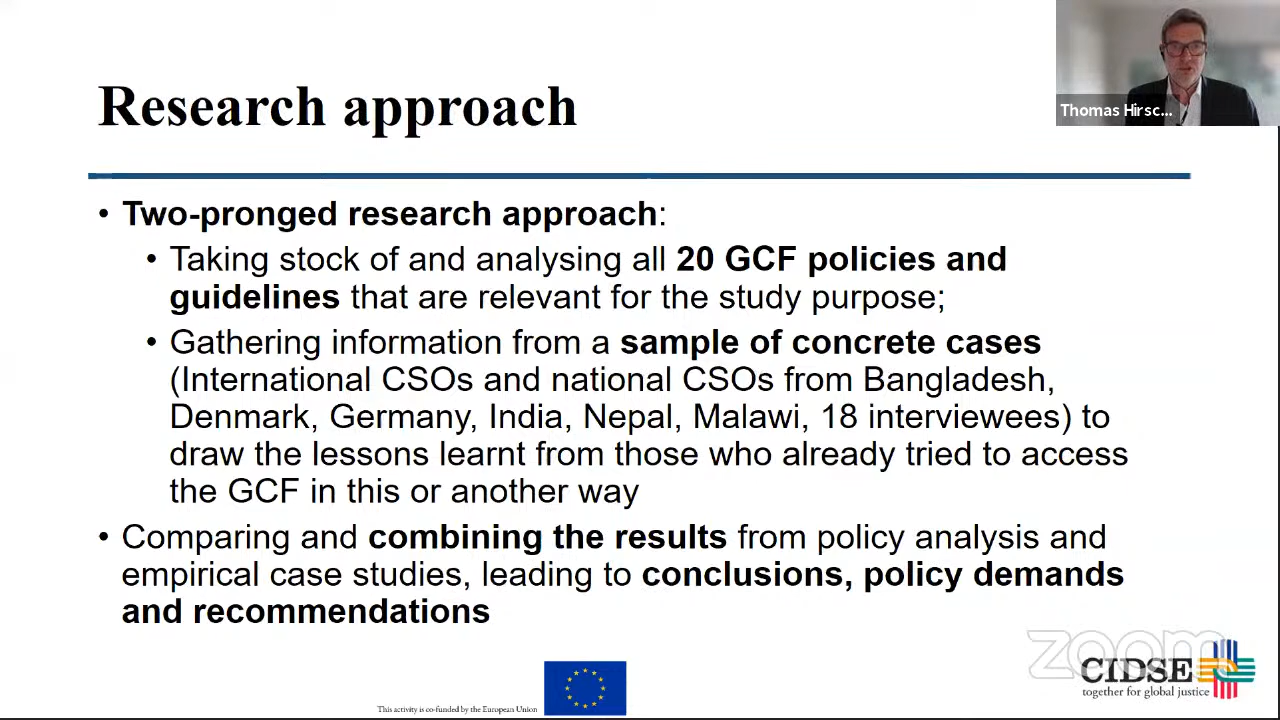 Research approach
Thomas Hirsc...
• Two-pronged research approach:
• Taking stock of and analysing all 20 GCF policies and
guidelines that are relevant for the study purpose;
• Gathering information from a sample of concrete cases
(International CSOs and national CSOs from Bangladesh,
Denmark, Germany, India, Nepal, Malawi, 18 interviewees) to
draw the lessons learnt from those who already tried to access
the GCF in this or another way
• Comparing and combining the results from policy analysis and
empirical case studies, leading to conclusions, policy demands
and recommendations
zoom
CIDSE
together for global justice
This activity is co-funded by the European Union